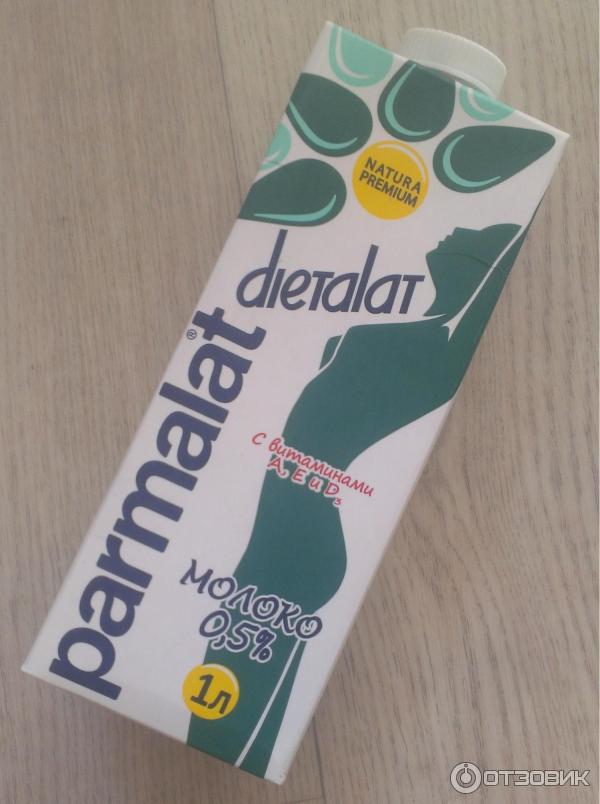 NATURA
PREMIUM
dietalat
parmalat®
С витаминами
А, Е и D₃
МОЛОКО
0,5%
1л
ОТЗОВИК